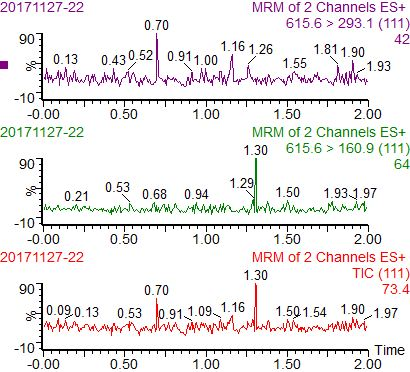 20171127-22 MRM of 2 Channels ES+
615.6 > 293.1 (111)
42
0.70
90
0.13 0.43 0.52 0.91 1.00 1.16 1.26 1.55 1.81 1.90 1.93
%
-10
-0.00 0.50 1.00 1.50 2.00
20171127-22 MRM of 2 Channels ES+
615.6 > 160.9 (111)
64
1.30
90
0.21 0.53 0.68 0.94 1.29 1.50 1.93 1.97
%
-10
-0.00 0.50 1.00 1.50 2.00
20171127-22 MRM of 2 Channels ES+
TIC (111)
73.4
1.30
90
0.70
0.09 0.13 0.53 0.91 1.09 1.16 1.50 1.54 1.90 1.97
%
-10
Time
-0.00 0.50 1.00 1.50 2.00